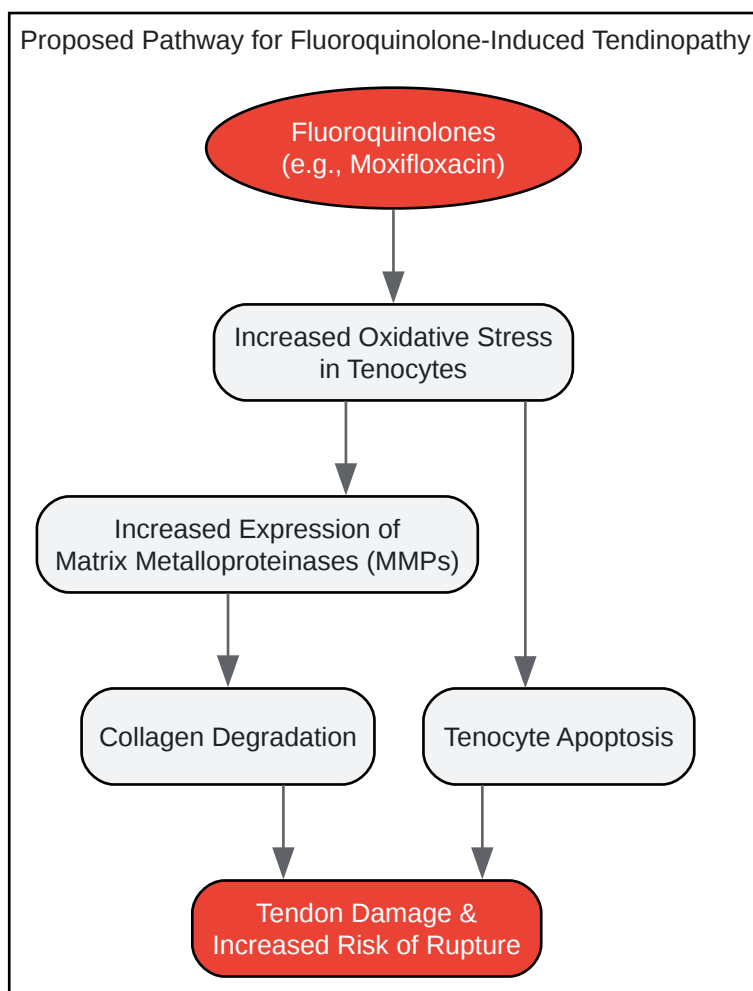 Proposed Pathway for Fluoroquinolone-Induced Tendinopathy
Fluoroquinolones
(e.g., Moxifloxacin)
Increased Oxidative Stress
in Tenocytes
Increased Expression of
Matrix Metalloproteinases (MMPs)
Collagen Degradation
Tenocyte Apoptosis
Tendon Damage &
Increased Risk of Rupture